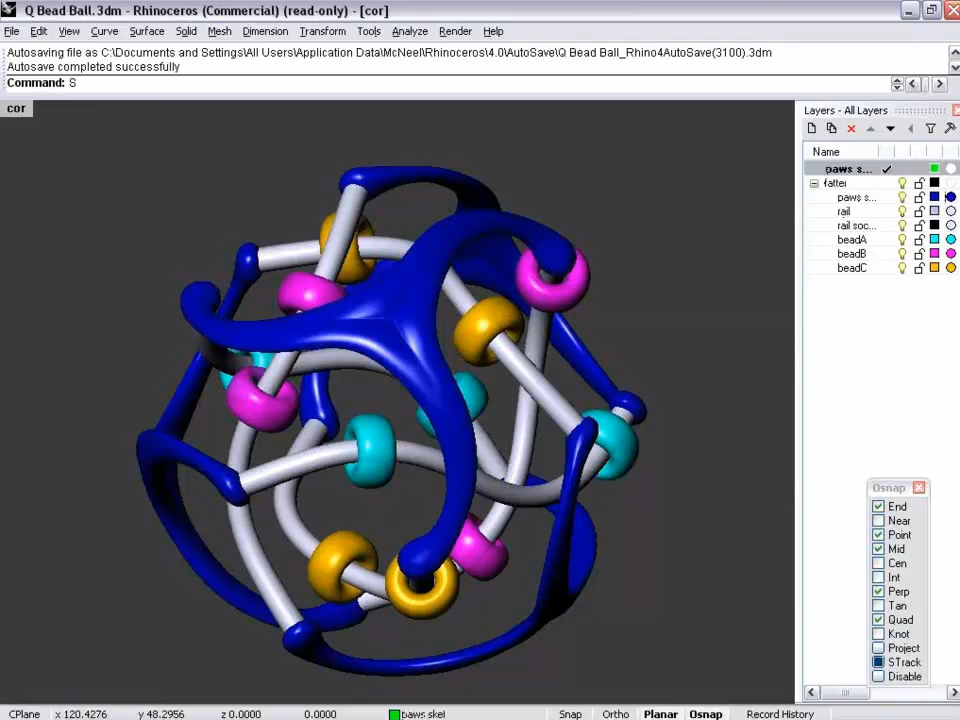 Q Bead Ball.3dm - Rhinoceros (Commercial) (read-only) - [cor]
File Edit View Curve Surface Solid Mesh Dimension Transform Tools Analyze Render
Autosaving file as C:\Documents and Settings\All Users\Application Data\McNeel\Rhinoceros\4.0\AutoSave\Q Bead Ball_Rhino4AutoSave(3100).3dm
Autosave completed successfully
Command: S
cor
Layers - All Layers
Name
paws s...
fatter
paws s...
rail
rail soc...
beadA
beadB
beadC
Osnap
End
Near
Point
Mid
Cen
Int
Perp
Tan
Quad
Knot
Project
STrack
Disable
CPlane x 120.4276 y 48.2956 z 0.0000 0.0000 paws skel Snap Ortho Planar Osnap Record History